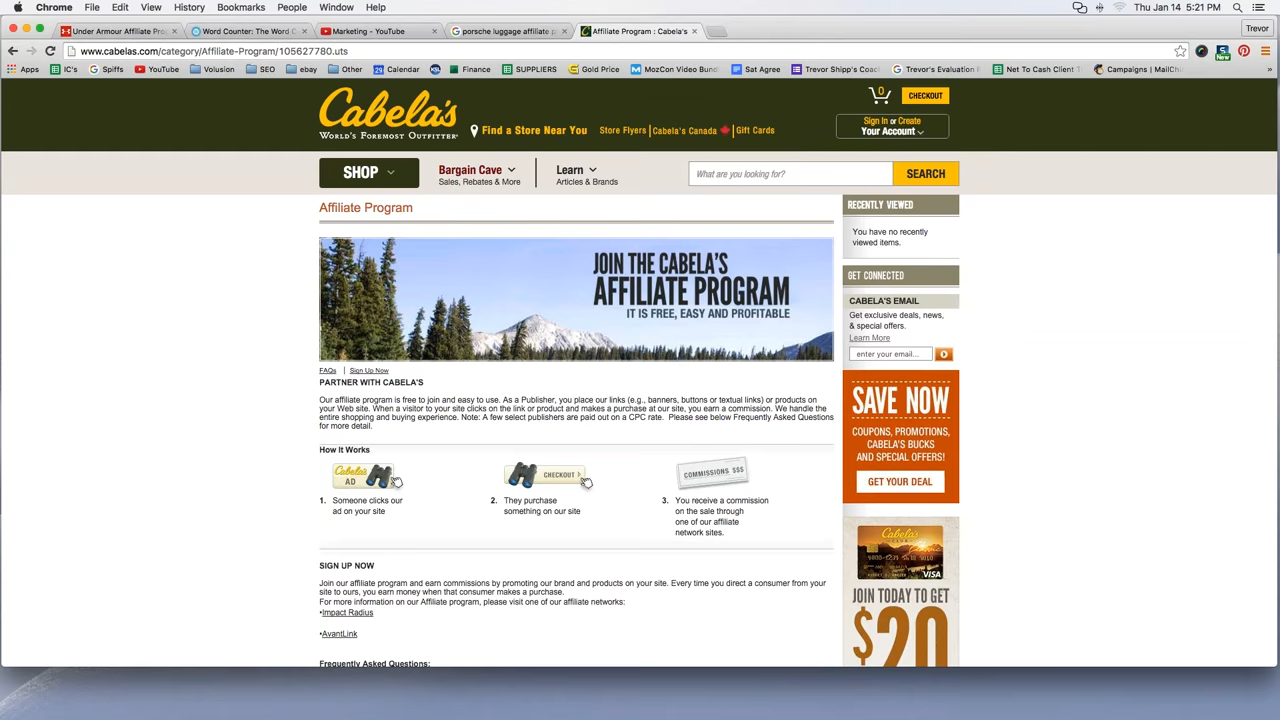 Chrome File Edit View History Bookmarks People Window Help Thu Jan 14 5:21 PM
Under Armour Affiliate Pro Word Counter: The Word C Marketing - YouTube porsche luggage affiliate p Affiliate Program : Cabela's Trevor
www.cabelas.com/category/Affiliate-Program/105627780.uts
Apps IC's Spiffs YouTube Volusion SEO ebay Other Calendar Finance SUPPLIERS Gold Price MozCon Video Bund Sat Agree Trevor Shipp's Coac Trevor's Evaluation Net To Cash Client T Campaigns | MailCh
Cabela's
WORLD'S FOREMOST OUTFITTER
Find a Store Near You Store Flyers | Cabela's Canada | Gift Cards
0 CHECKOUT
Sign In or Create
Your Account
SHOP
Bargain Cave
Sales, Rebates & More
Learn
Articles & Brands
What are you looking for? SEARCH
Affiliate Program
JOIN THE CABELA'S
AFFILIATE PROGRAM
IT IS FREE, EASY AND PROFITABLE
FAQs | Sign Up Now
PARTNER WITH CABELA'S
Our affiliate program is free to join and easy to use. As a Publisher, you place our links (e.g., banners, buttons or textual links) or products on
your Web site. When a visitor to your site clicks on the link or product and makes a purchase at our site, you earn a commission. We handle the
entire shopping and buying experience. Note: A few select publishers are paid out on a CPC rate. Please see below Frequently Asked Questions
for more detail.
How It Works
Cabela's
AD
CHECKOUT
COMMISSIONS $$$
1. Someone clicks our
ad on your site
2. They purchase
something on our site
3. You receive a commission
on the sale through
one of our affiliate
network sites.
SIGN UP NOW
Join our affiliate program and earn commissions by promoting our brand and products on your site. Every time you direct a consumer from your
site to ours, you earn money when that consumer makes a purchase.
For more information on our Affiliate program, please visit one of our affiliate networks:
•Impact Radius
•AvantLink
Frequently Asked Questions:
RECENTLY VIEWED
You have no recently
viewed items.
GET CONNECTED
CABELA'S EMAIL
Get exclusive deals, news,
& special offers.
Learn More
enter your email...
SAVE NOW
COUPONS, PROMOTIONS,
CABELA'S BUCKS
AND SPECIAL OFFERS!
GET YOUR DEAL
Cabela's
VISA
JOIN TODAY TO GET
$20